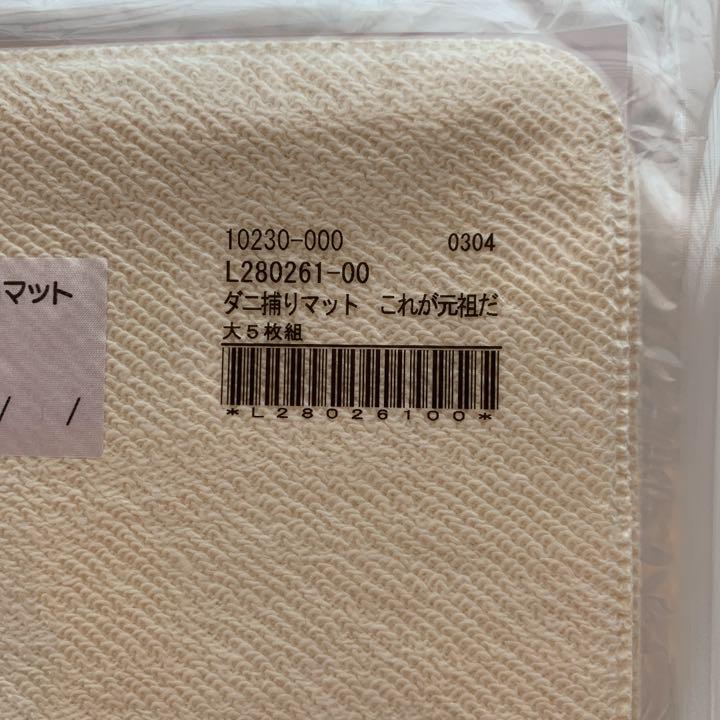 10230-000 0304
L280261-00
ダニ捕りマット これが元祖だ
大5枚組
*L28026100*
マット
/ /